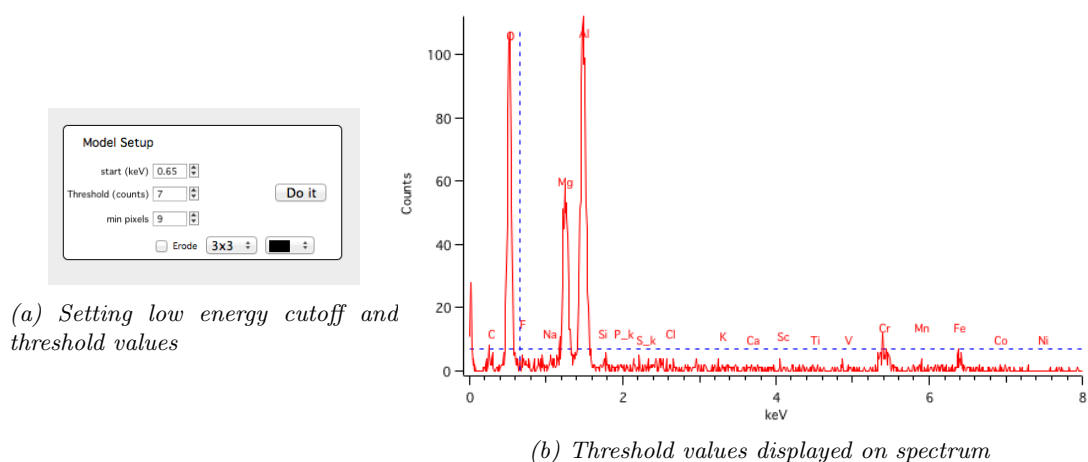 Model Setup
start (keV) 0.65
Threshold (counts) 7
Do it
min pixels 9
Erode 3x3
(a) Setting low energy cutoff and
threshold values
Counts
100
80
60
40
20
0
O
Al
Mg
C
F
Na
Si
P_k
S_k
Cl
K
Ca
Sc
Ti
V
Cr
Mn
Fe
Co
Ni
0 2 4 6 8
keV
(b) Threshold values displayed on spectrum